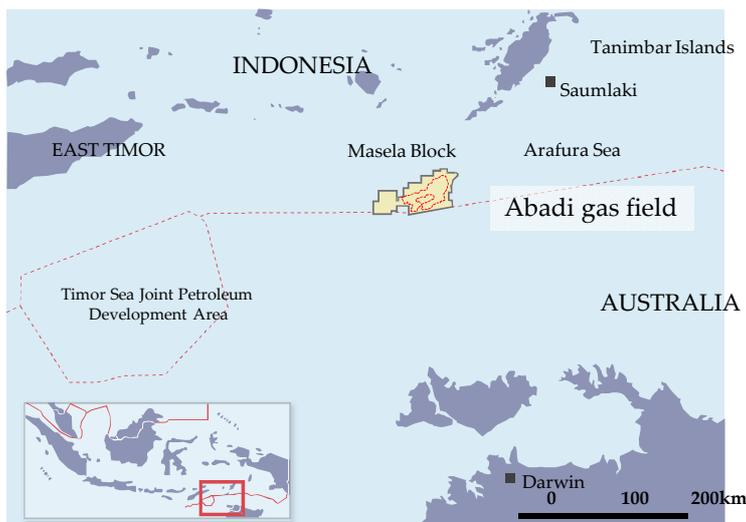 Tanimbar Islands
INDONESIA
Saumlaki
EAST TIMOR
Masela Block
Arafura Sea
Abadi gas field
Timor Sea Joint Petroleum
Development Area
AUSTRALIA
Darwin
0 100 200km